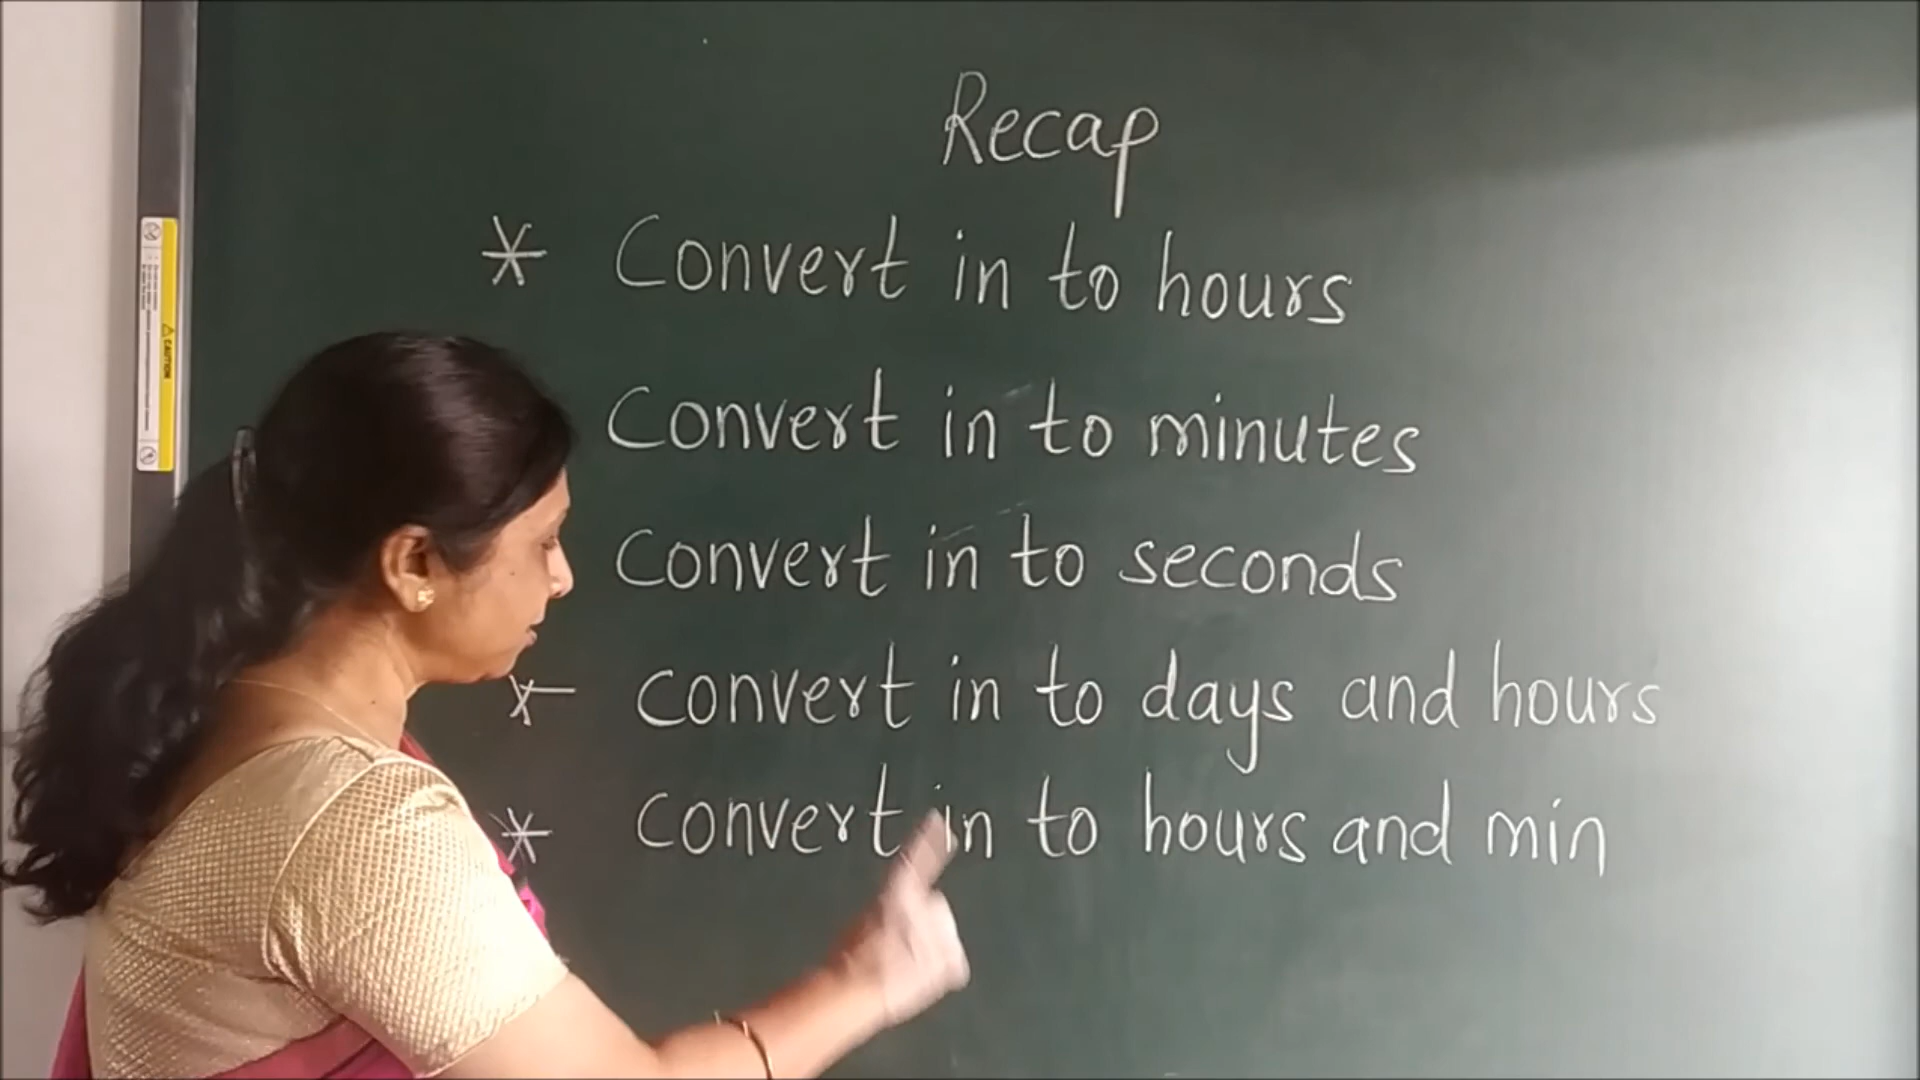 Recap
* Convert in to hours
Convert in to minutes
Convert in to seconds
* Convert in to days and hours
* Convert in to hours and min
CAUTION